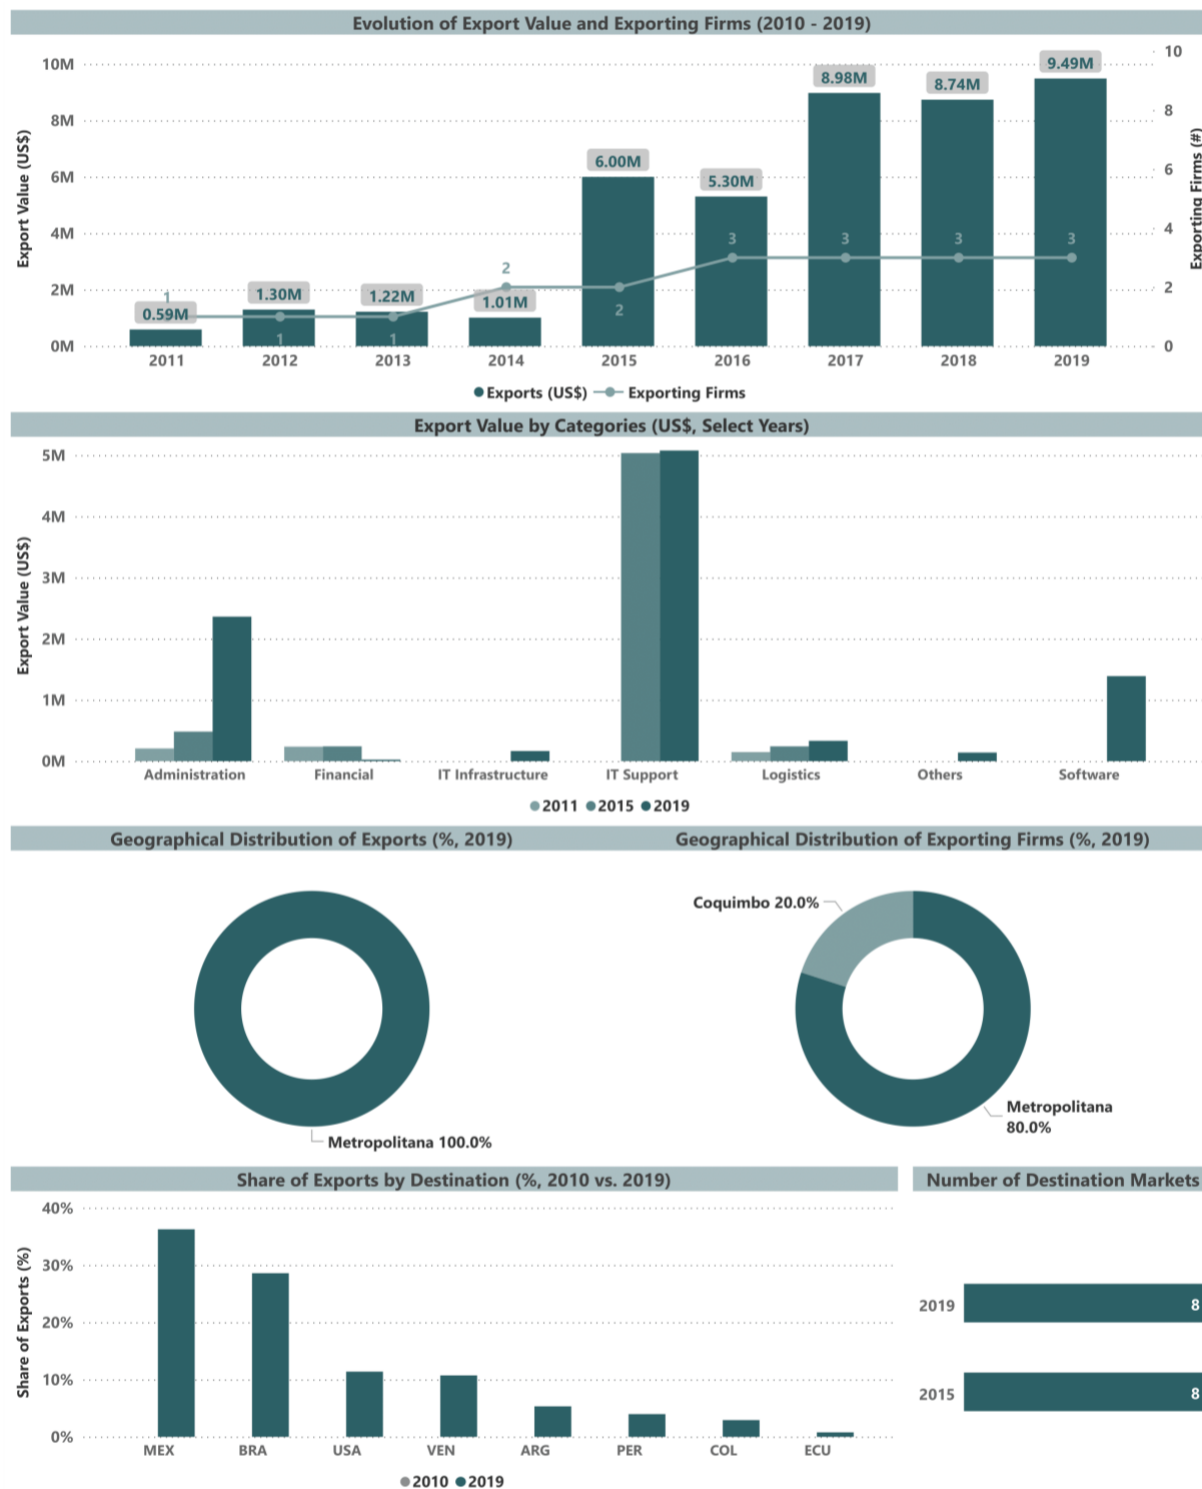 Evolution of Export Value and Exporting Firms (2010 - 2019)
Export Value (US$)
Exporting Firms (#)
10M
8M
6M
4M
2M
0M
10
8
6
4
2
0
0.59M
1.30M
1.22M
1.01M
6.00M
5.30M
8.98M
8.74M
9.49M
1
1
1
2
2
3
3
3
3
2011 2012 2013 2014 2015 2016 2017 2018 2019
Exports (US$) Exporting Firms
Export Value by Categories (US$, Select Years)
Export Value (US$)
5M
4M
3M
2M
1M
0M
Administration Financial IT Infrastructure IT Support Logistics Others Software
2011 2015 2019
Geographical Distribution of Exports (%, 2019)
Metropolitana 100.0%
Geographical Distribution of Exporting Firms (%, 2019)
Coquimbo 20.0%
Metropolitana
80.0%
Share of Exports by Destination (%, 2010 vs. 2019)
Share of Exports (%)
40%
30%
20%
10%
0%
MEX BRA USA VEN ARG PER COL ECU
2010 2019
Number of Destination Markets
2019 8
2015 8